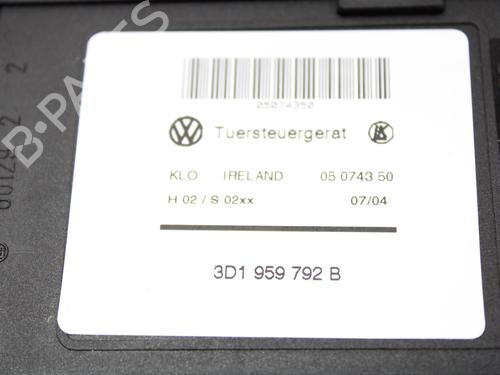 05074350
Tuersteuergerat
KLO IRELAND 05 0743 50
H 02 / S 02xx 07/04
3D1 959 792 B
B-PARTS